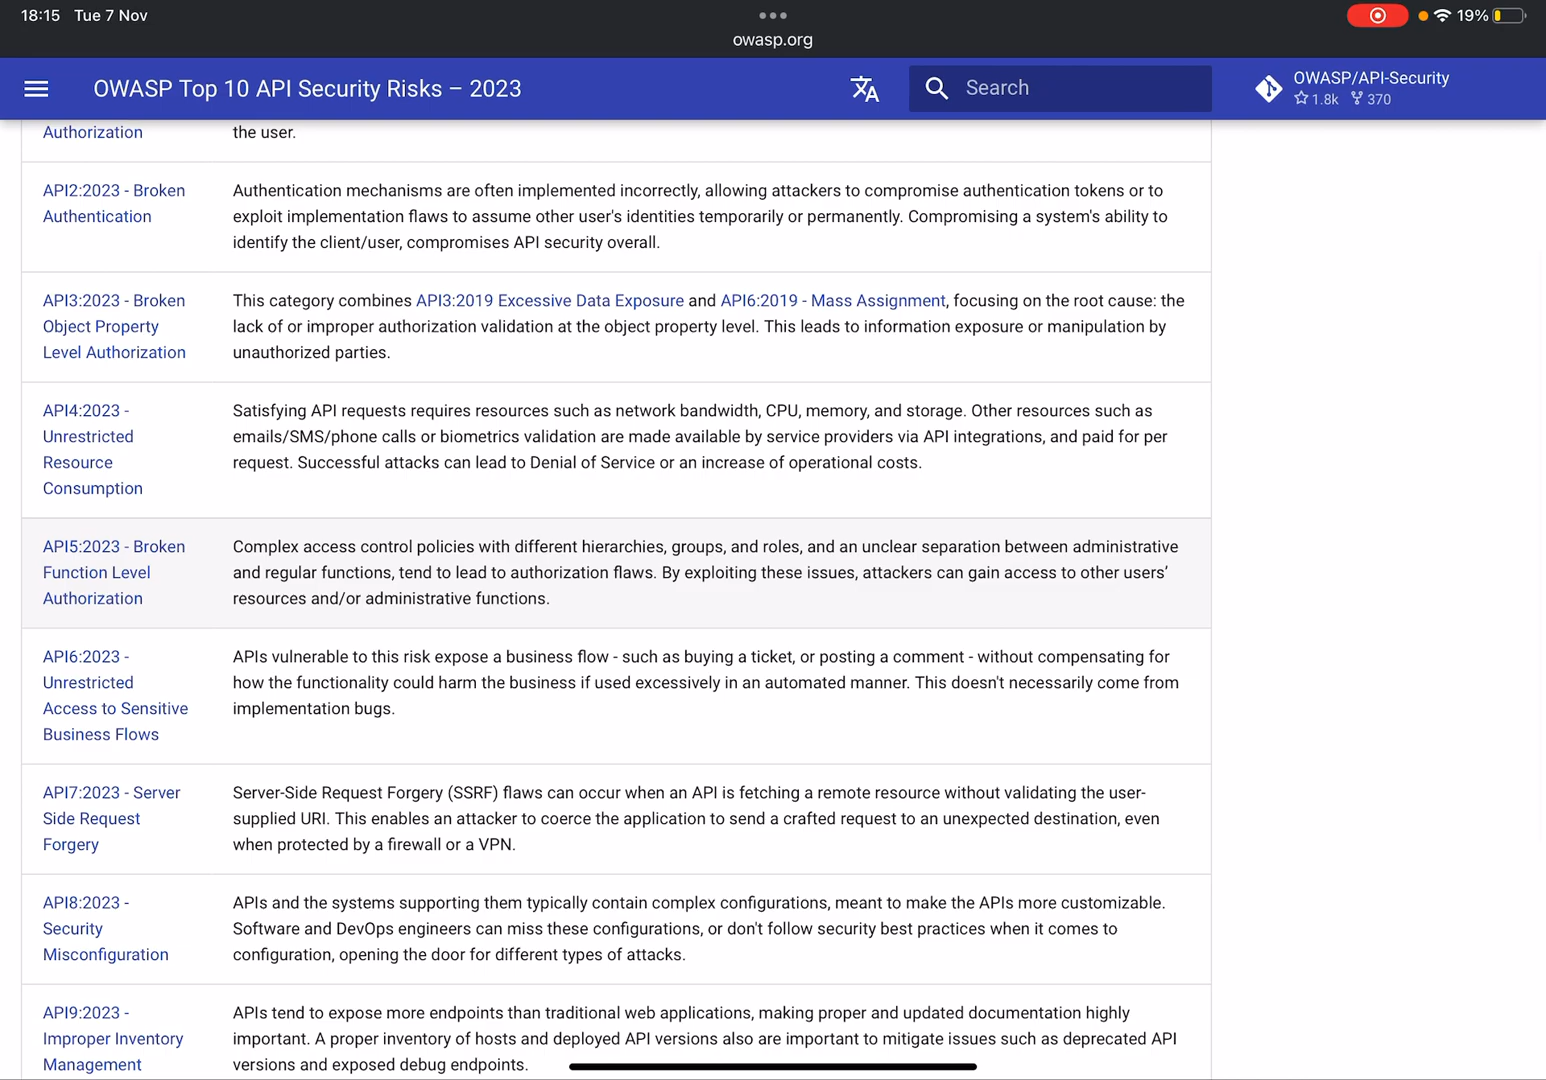 18:15 Tue 7 Nov
19%
owasp.org
OWASP Top 10 API Security Risks – 2023
Search
OWASP/API-Security
1.8k 370
Authorization
the user.
API2:2023 - Broken
Authentication
Authentication mechanisms are often implemented incorrectly, allowing attackers to compromise authentication tokens or to
exploit implementation flaws to assume other user's identities temporarily or permanently. Compromising a system's ability to
identify the client/user, compromises API security overall.
API3:2023 - Broken
Object Property
Level Authorization
This category combines API3:2019 Excessive Data Exposure and API6:2019 - Mass Assignment, focusing on the root cause: the
lack of or improper authorization validation at the object property level. This leads to information exposure or manipulation by
unauthorized parties.
API4:2023 -
Unrestricted
Resource
Consumption
Satisfying API requests requires resources such as network bandwidth, CPU, memory, and storage. Other resources such as
emails/SMS/phone calls or biometrics validation are made available by service providers via API integrations, and paid for per
request. Successful attacks can lead to Denial of Service or an increase of operational costs.
API5:2023 - Broken
Function Level
Authorization
Complex access control policies with different hierarchies, groups, and roles, and an unclear separation between administrative
and regular functions, tend to lead to authorization flaws. By exploiting these issues, attackers can gain access to other users’
resources and/or administrative functions.
API6:2023 -
Unrestricted
Access to Sensitive
Business Flows
APIs vulnerable to this risk expose a business flow - such as buying a ticket, or posting a comment - without compensating for
how the functionality could harm the business if used excessively in an automated manner. This doesn't necessarily come from
implementation bugs.
API7:2023 - Server
Side Request
Forgery
Server-Side Request Forgery (SSRF) flaws can occur when an API is fetching a remote resource without validating the user-
supplied URI. This enables an attacker to coerce the application to send a crafted request to an unexpected destination, even
when protected by a firewall or a VPN.
API8:2023 -
Security
Misconfiguration
APIs and the systems supporting them typically contain complex configurations, meant to make the APIs more customizable.
Software and DevOps engineers can miss these configurations, or don't follow security best practices when it comes to
configuration, opening the door for different types of attacks.
API9:2023 -
Improper Inventory
Management
APIs tend to expose more endpoints than traditional web applications, making proper and updated documentation highly
important. A proper inventory of hosts and deployed API versions also are important to mitigate issues such as deprecated API
versions and exposed debug endpoints.